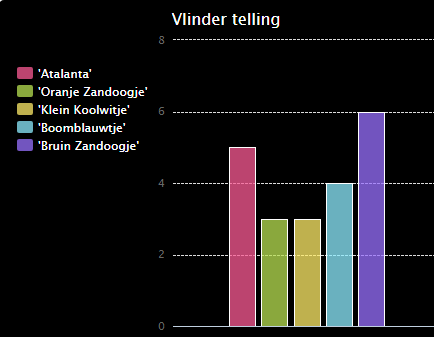 Vlinder telling
'Atalanta'
'Oranje Zandoogje'
'Klein Koolwitje'
'Boomblauwtje'
'Bruin Zandoogje'
8
6
4
2
0